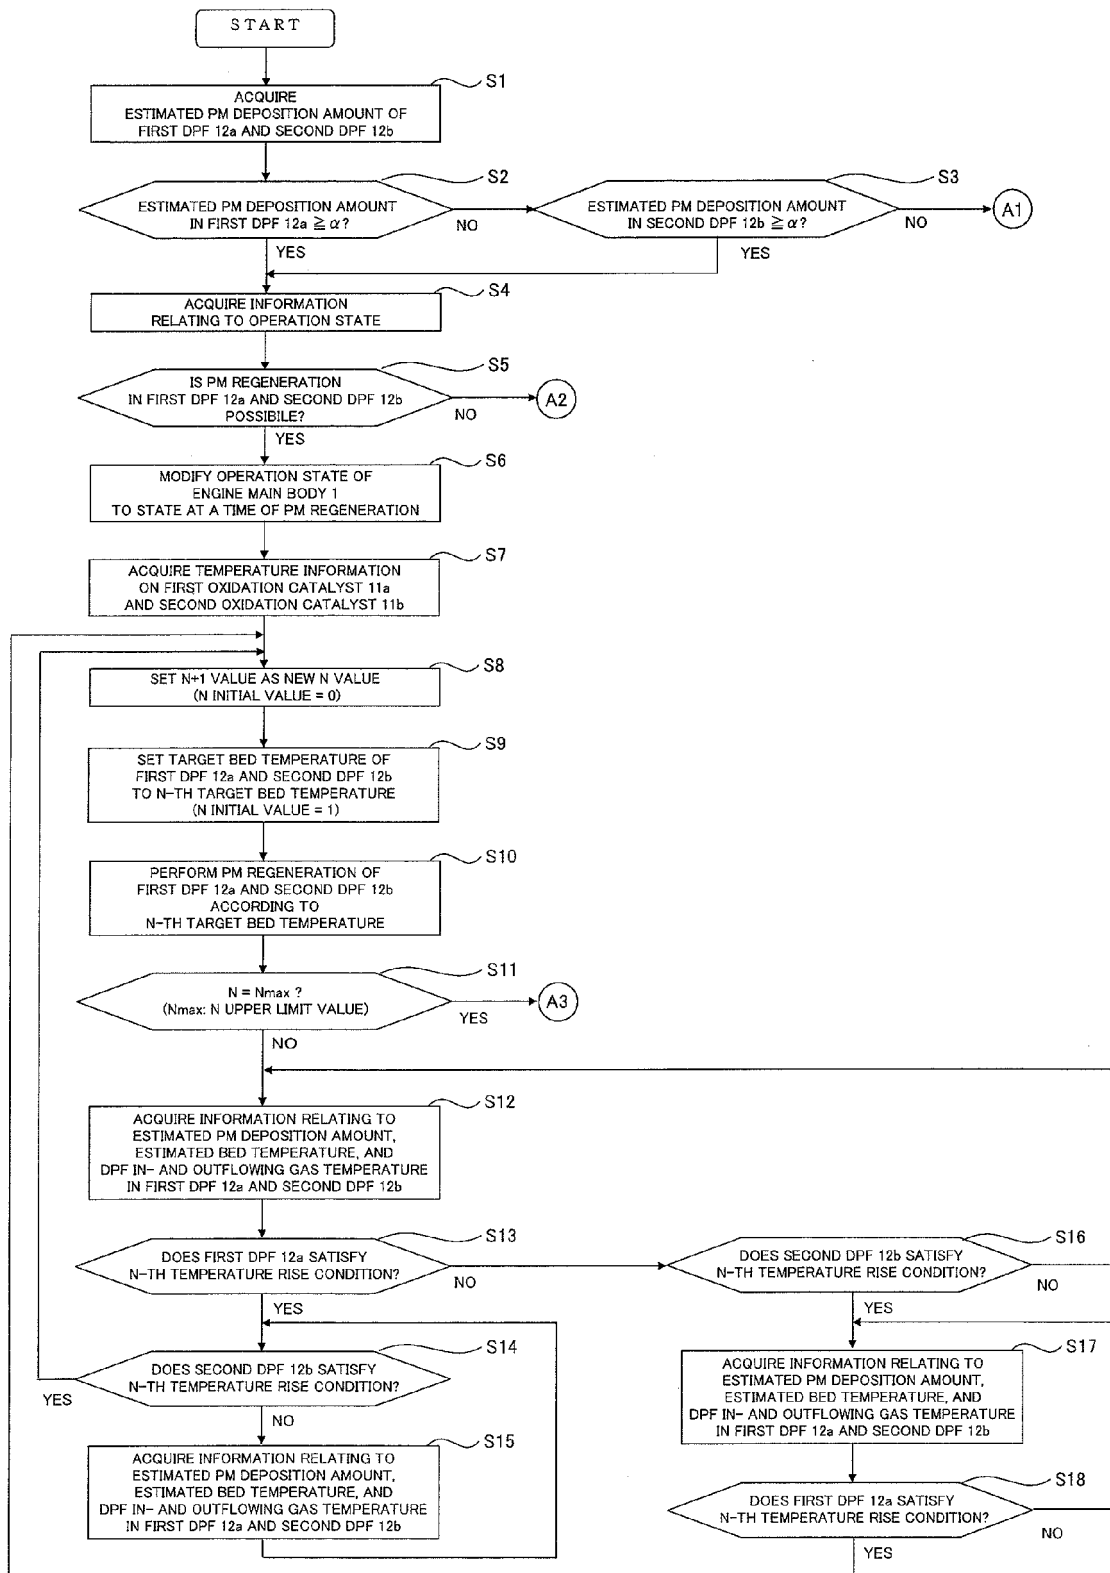 START
S1
ACQUIRE
ESTIMATED PM DEPOSITION AMOUNT OF
FIRST DPF 12a AND SECOND DPF 12b
S2
ESTIMATED PM DEPOSITION AMOUNT
IN FIRST DPF 12a ≧ α?
NO
YES
S3
ESTIMATED PM DEPOSITION AMOUNT
IN SECOND DPF 12b ≧ α?
NO
A1
YES
S4
ACQUIRE INFORMATION
RELATING TO OPERATION STATE
S5
IS PM REGENERATION
IN FIRST DPF 12a AND SECOND DPF 12b
POSSIBILE?
NO
A2
YES
S6
MODIFY OPERATION STATE OF
ENGINE MAIN BODY 1
TO STATE AT A TIME OF PM REGENERATION
S7
ACQUIRE TEMPERATURE INFORMATION
ON FIRST OXIDATION CATALYST 11a
AND SECOND OXIDATION CATALYST 11b
S8
SET N+1 VALUE AS NEW N VALUE
(N INITIAL VALUE = 0)
S9
SET TARGET BED TEMPERATURE OF
FIRST DPF 12a AND SECOND DPF 12b
TO N-TH TARGET BED TEMPERATURE
(N INITIAL VALUE = 1)
S10
PERFORM PM REGENERATION OF
FIRST DPF 12a AND SECOND DPF 12b
ACCORDING TO
N-TH TARGET BED TEMPERATURE
S11
N = Nmax ?
(Nmax: N UPPER LIMIT VALUE)
YES
A3
NO
S12
ACQUIRE INFORMATION RELATING TO
ESTIMATED PM DEPOSITION AMOUNT,
ESTIMATED BED TEMPERATURE, AND
DPF IN- AND OUTFLOWING GAS TEMPERATURE
IN FIRST DPF 12a AND SECOND DPF 12b
S13
DOES FIRST DPF 12a SATISFY
N-TH TEMPERATURE RISE CONDITION?
NO
YES
S16
DOES SECOND DPF 12b SATISFY
N-TH TEMPERATURE RISE CONDITION?
NO
YES
S14
DOES SECOND DPF 12b SATISFY
N-TH TEMPERATURE RISE CONDITION?
YES
NO
S17
ACQUIRE INFORMATION RELATING TO
ESTIMATED PM DEPOSITION AMOUNT,
ESTIMATED BED TEMPERATURE, AND
DPF IN- AND OUTFLOWING GAS TEMPERATURE
IN FIRST DPF 12a AND SECOND DPF 12b
S15
ACQUIRE INFORMATION RELATING TO
ESTIMATED PM DEPOSITION AMOUNT,
ESTIMATED BED TEMPERATURE, AND
DPF IN- AND OUTFLOWING GAS TEMPERATURE
IN FIRST DPF 12a AND SECOND DPF 12b
S18
DOES FIRST DPF 12a SATISFY
N-TH TEMPERATURE RISE CONDITION?
NO
YES